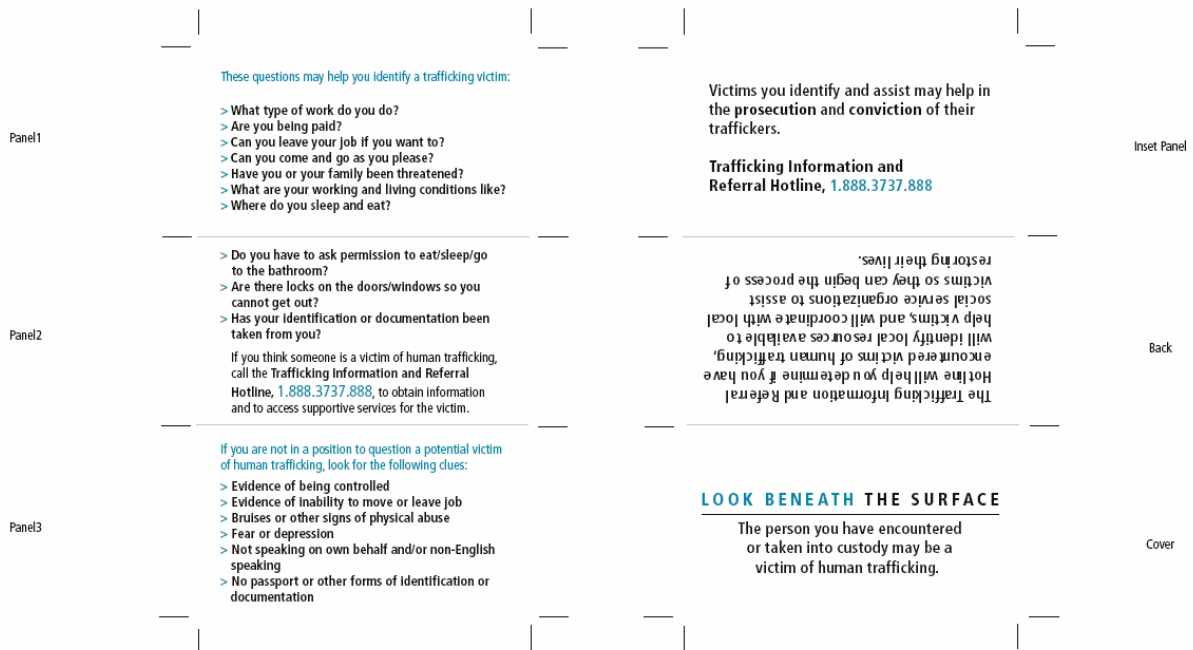 Panel1
These questions may help you identify a trafficking victim:
> What type of work do you do?
> Are you being paid?
> Can you leave your job if you want to?
> Can you come and go as you please?
> Have you or your family been threatened?
> What are your working and living conditions like?
> Where do you sleep and eat?
Panel2
> Do you have to ask permission to eat/sleep/go
to the bathroom?
> Are there locks on the doors/windows so you
cannot get out?
> Has your identification or documentation been
taken from you?
If you think someone is a victim of human trafficking,
call the Trafficking Information and Referral
Hotline, 1.888.3737.888, to obtain information
and to access supportive services for the victim.
Panel3
If you are not in a position to question a potential victim
of human trafficking, look for the following clues:
> Evidence of being controlled
> Evidence of inability to move or leave job
> Bruises or other signs of physical abuse
> Fear or depression
> Not speaking on own behalf and/or non-English
speaking
> No passport or other forms of identification or
documentation
Victims you identify and assist may help in
the prosecution and conviction of their
traffickers.
Trafficking Information and
Referral Hotline, 1.888.3737.888
Inset Panel
The Trafficking Information and Referral
Hotline will help you determine if you have
encountered victims of human trafficking,
will identify local resources available to
help victims, and will coordinate with local
social service organizations to assist
victims so they can begin the process of
restoring their lives.
Back
LOOK BENEATH THE SURFACE
The person you have encountered
or taken into custody may be a
victim of human trafficking.
Cover